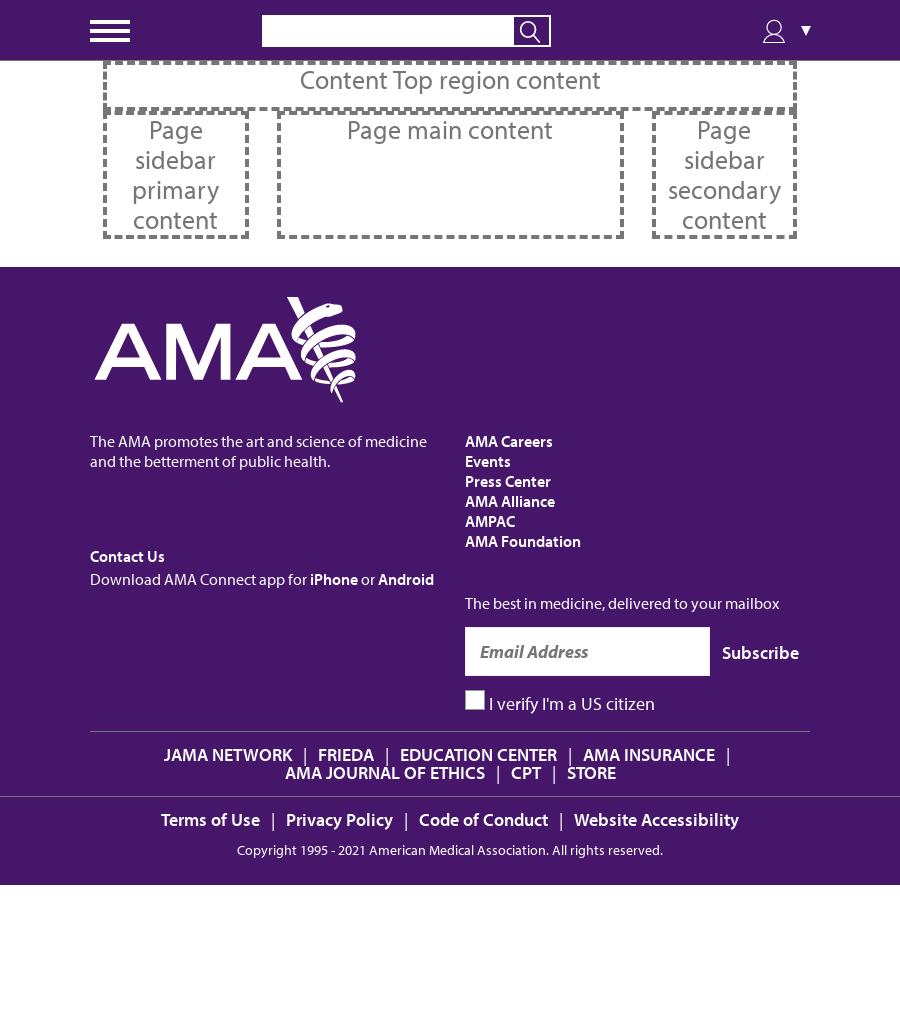 Content Top region content
Page
sidebar
primary
content
Page main content
Page
sidebar
secondary
content
AMA
The AMA promotes the art and science of medicine
and the betterment of public health.
Contact Us
Download AMA Connect app for iPhone or Android
AMA Careers
Events
Press Center
AMA Alliance
AMPAC
AMA Foundation
The best in medicine, delivered to your mailbox
Email Address
Subscribe
I verify I'm a US citizen
JAMA NETWORK | FRIEDA | EDUCATION CENTER | AMA INSURANCE |
AMA JOURNAL OF ETHICS | CPT | STORE
Terms of Use | Privacy Policy | Code of Conduct | Website Accessibility
Copyright 1995 - 2021 American Medical Association. All rights reserved.